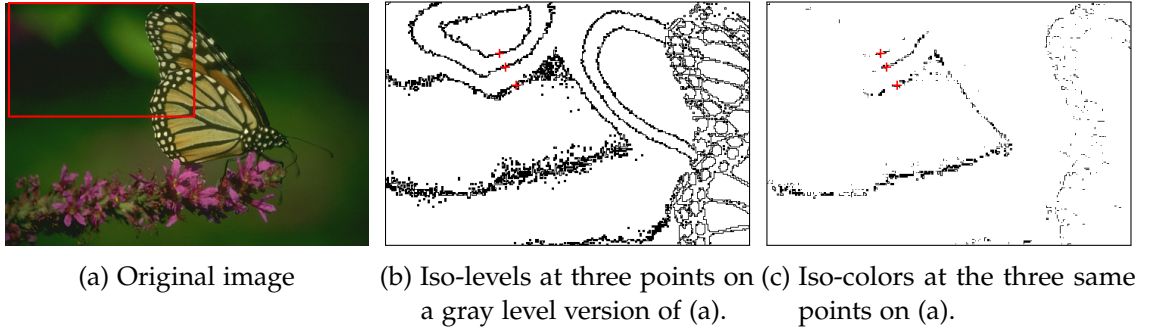 (a) Original image
(b) Iso-levels at three points on
a gray level version of (a).
(c) Iso-colors at the three same
points on (a).